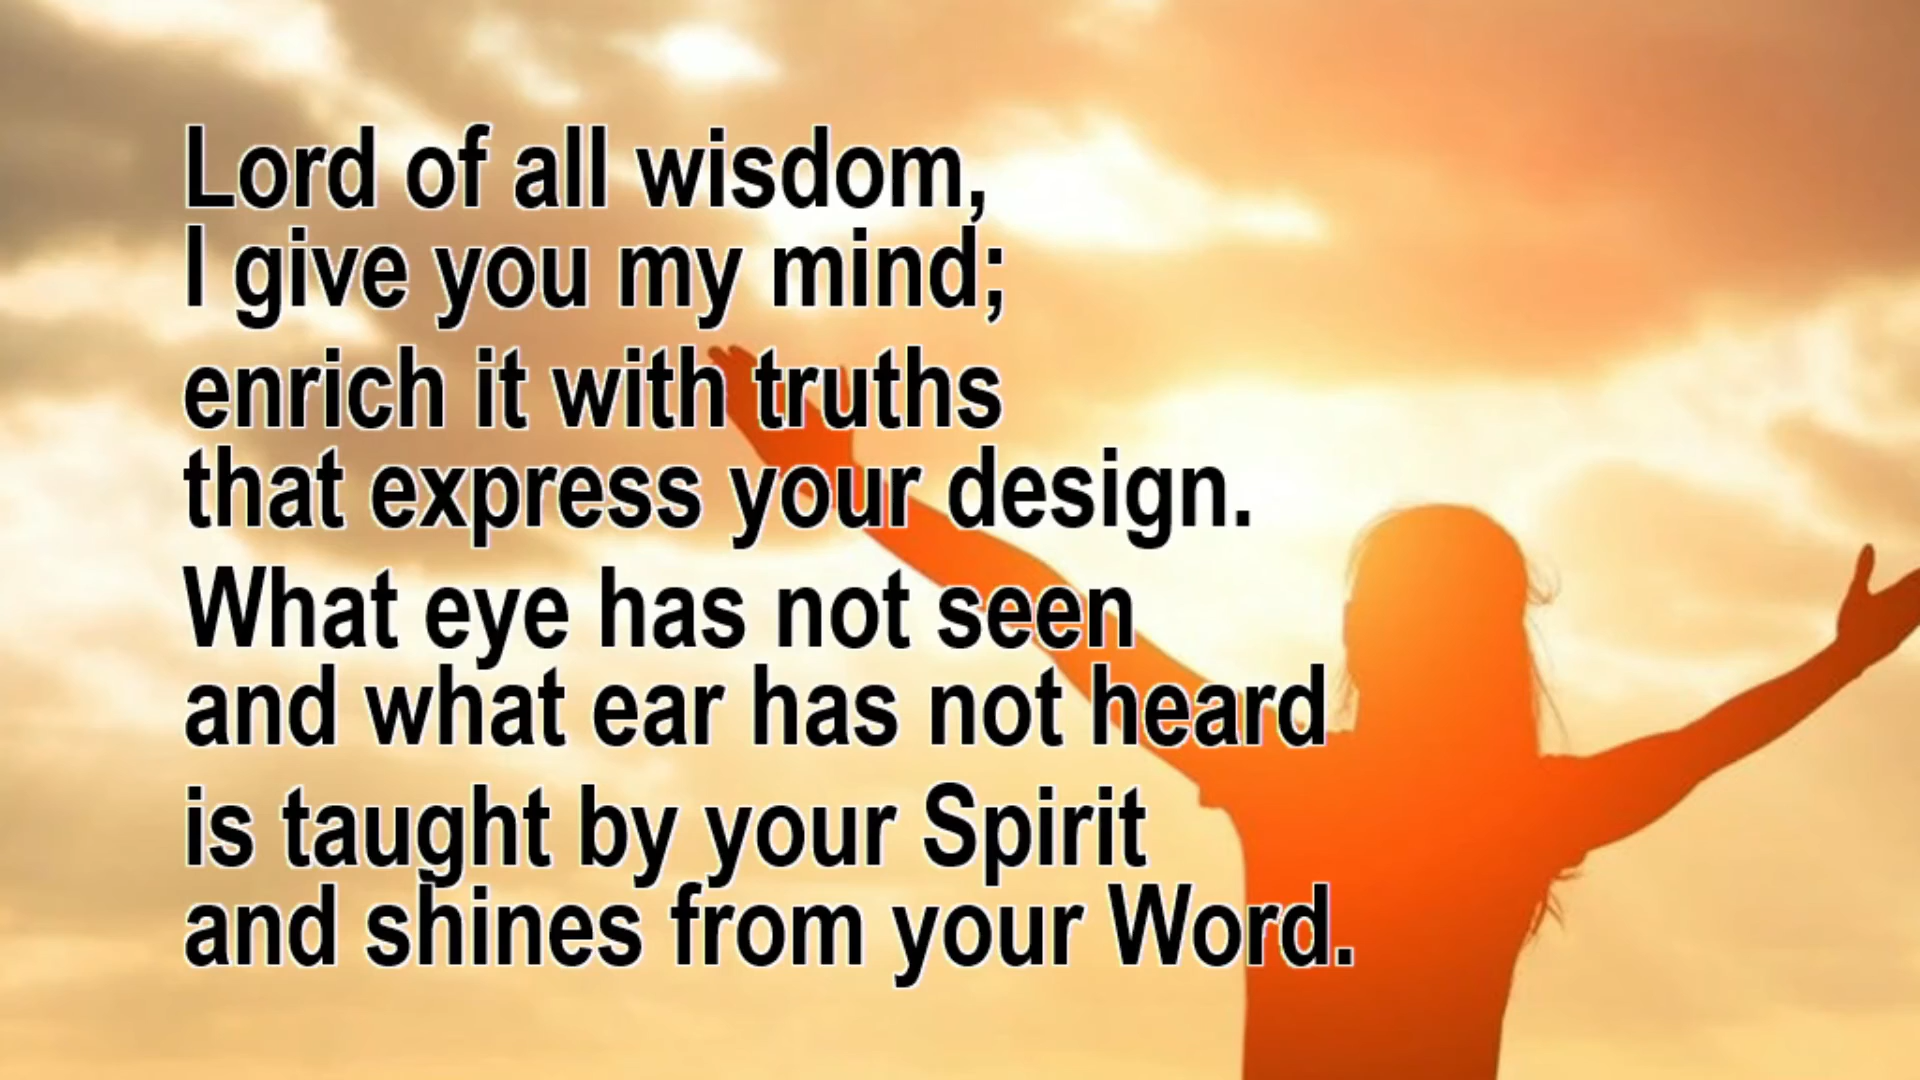 Lord of all wisdom,
I give you my mind;
enrich it with truths
that express your design.
What eye has not seen
and what ear has not heard
is taught by your Spirit
and shines from your Word.